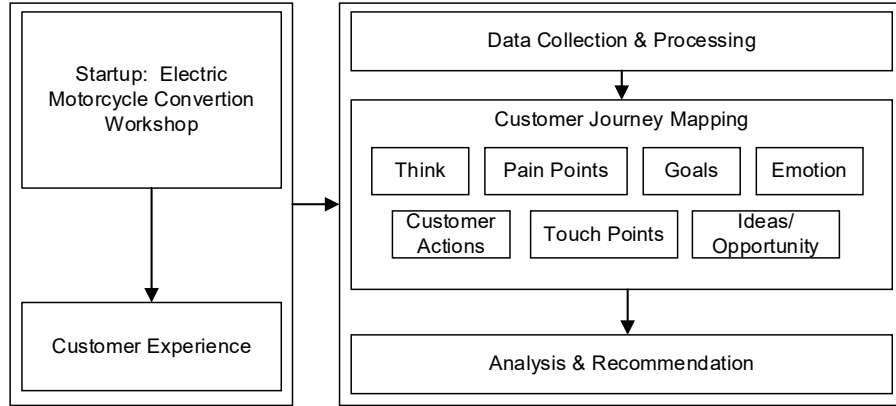 Startup: Electric
Motorcycle Convertion
Workshop
Customer Experience
Data Collection & Processing
Customer Journey Mapping
Think
Pain Points
Goals
Emotion
Customer
Actions
Touch Points
Ideas/
Opportunity
Analysis & Recommendation